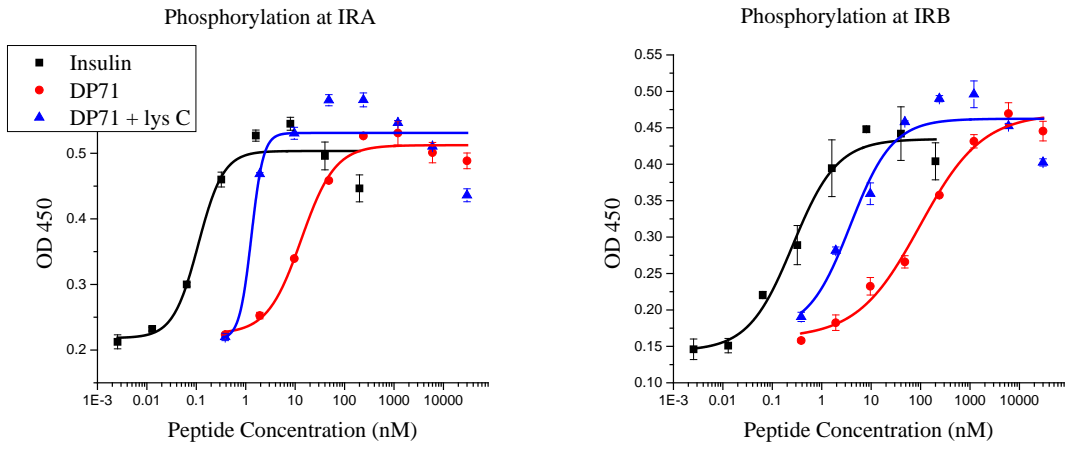 Phosphorylation at IRA
Insulin
DP71
DP71 + lys C
OD 450
0.5
0.4
0.3
0.2
1E-3 0.01 0.1 1 10 100 1000 10000
Peptide Concentration (nM)
Phosphorylation at IRB
OD 450
0.55
0.50
0.45
0.40
0.35
0.30
0.25
0.20
0.15
0.10
1E-3 0.01 0.1 1 10 100 1000 10000
Peptide Concentration (nM)